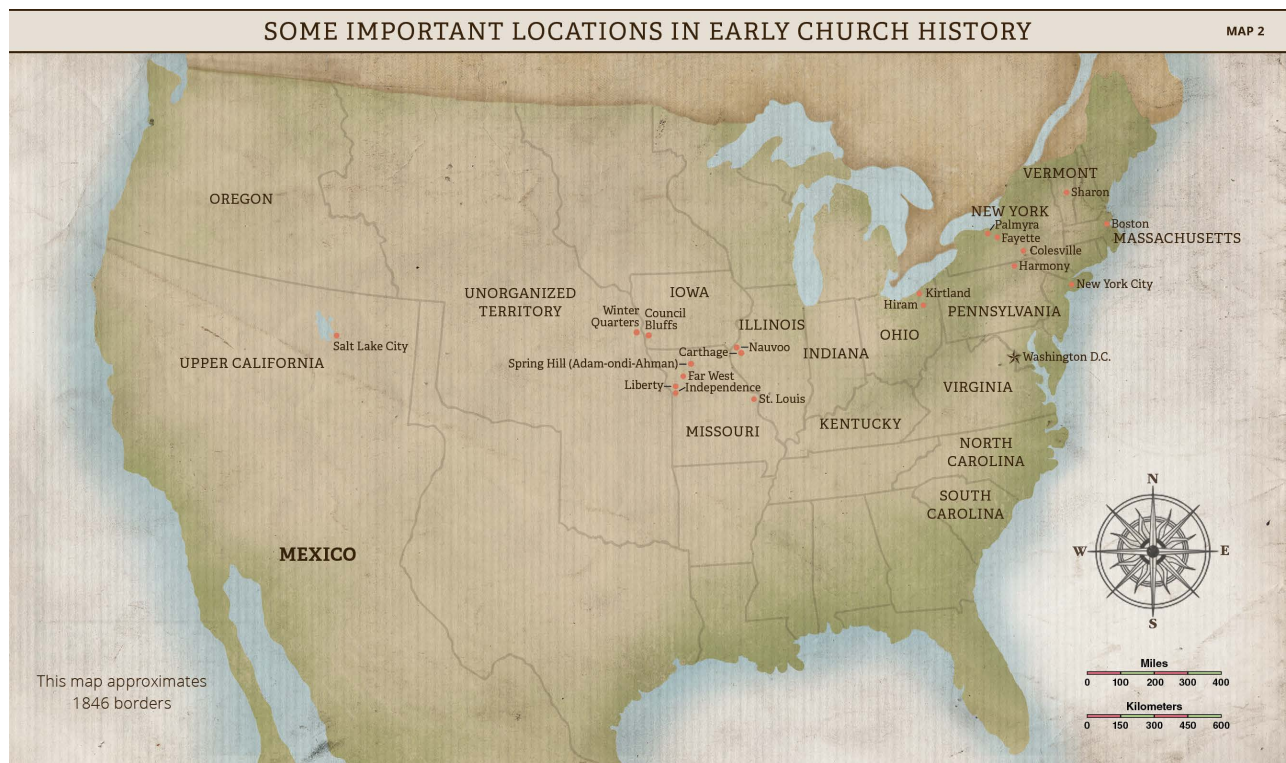 SOME IMPORTANT LOCATIONS IN EARLY CHURCH HISTORY
MAP 2
VERMONT
Sharon
OREGON
NEW YORK
Palmyra
Boston
Fayette
MASSACHUSETTS
Colesville
Harmony
New York City
UNORGANIZED
TERRITORY
IOWA
Kirtland
Hiram
PENNSYLVANIA
Winter
Quarters
Council
Bluffs
ILLINOIS
OHIO
Salt Lake City
Nauvoo
Carthage
INDIANA
Washington D.C.
UPPER CALIFORNIA
Spring Hill (Adam-ondi-Ahman)
Far West
Liberty
Independence
VIRGINIA
St. Louis
KENTUCKY
MISSOURI
NORTH
CAROLINA
SOUTH
CAROLINA
MEXICO
N
W
E
S
This map approximates
1846 borders
Miles
0 100 200 300 400
Kilometers
0 150 300 450 600